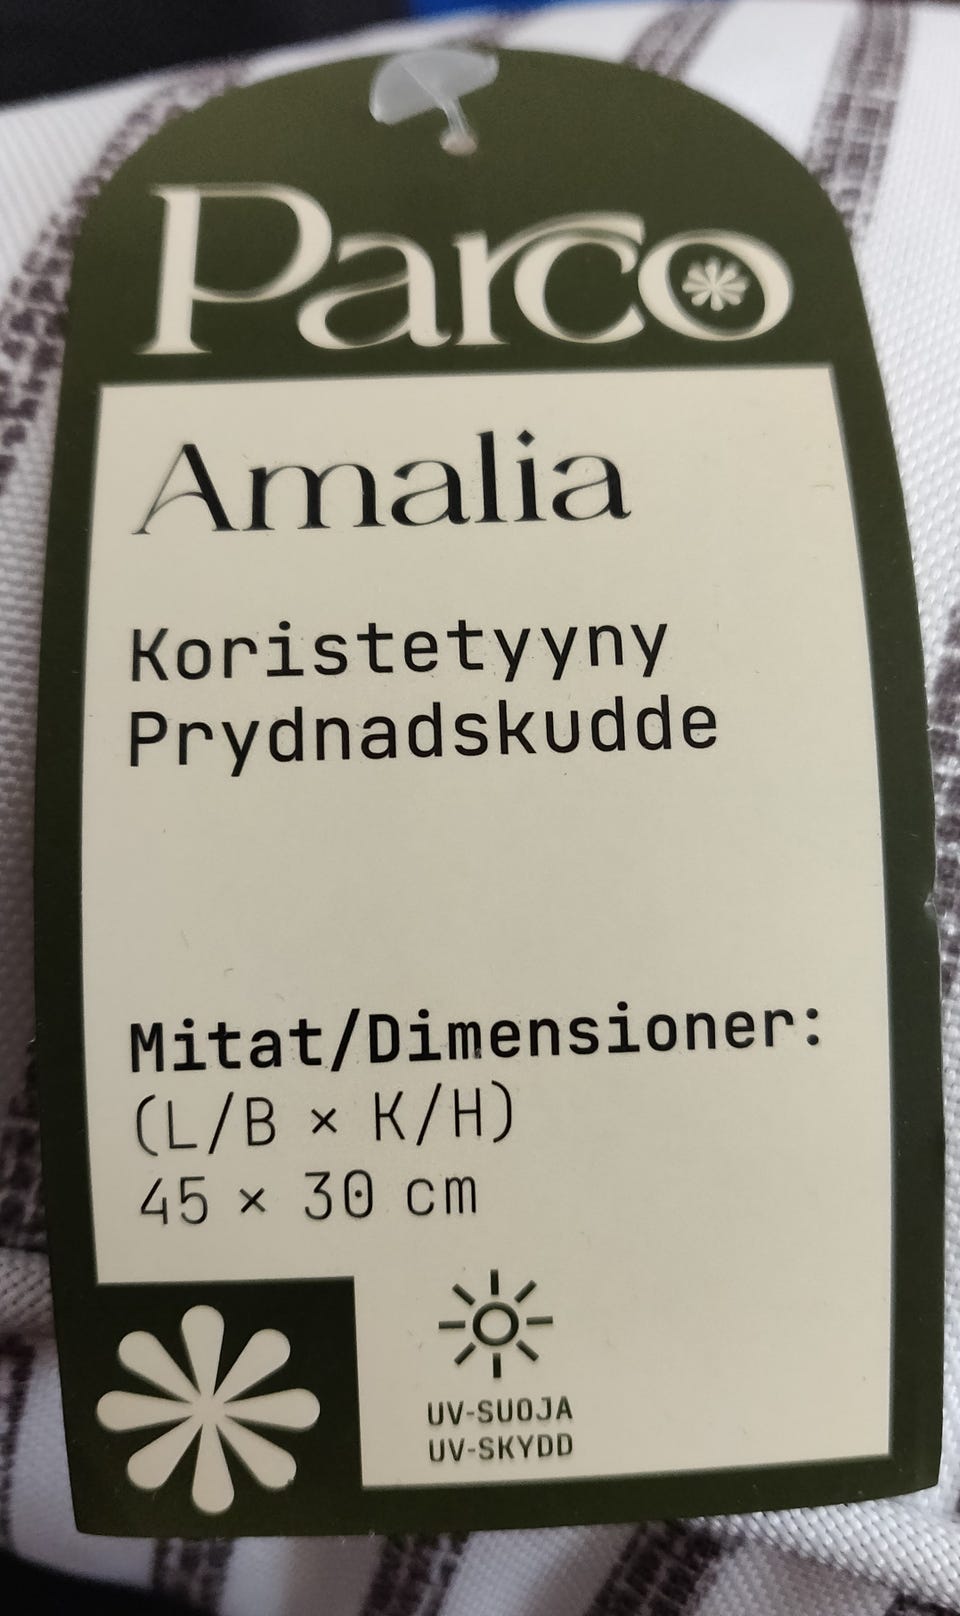 Parco
Amalia
Koristetyyny
Prydnadskudde
Mitat/Dimensioner:
(L/B × K/H)
45 × 30 cm
UV-SUOJA
UV-SKYDD